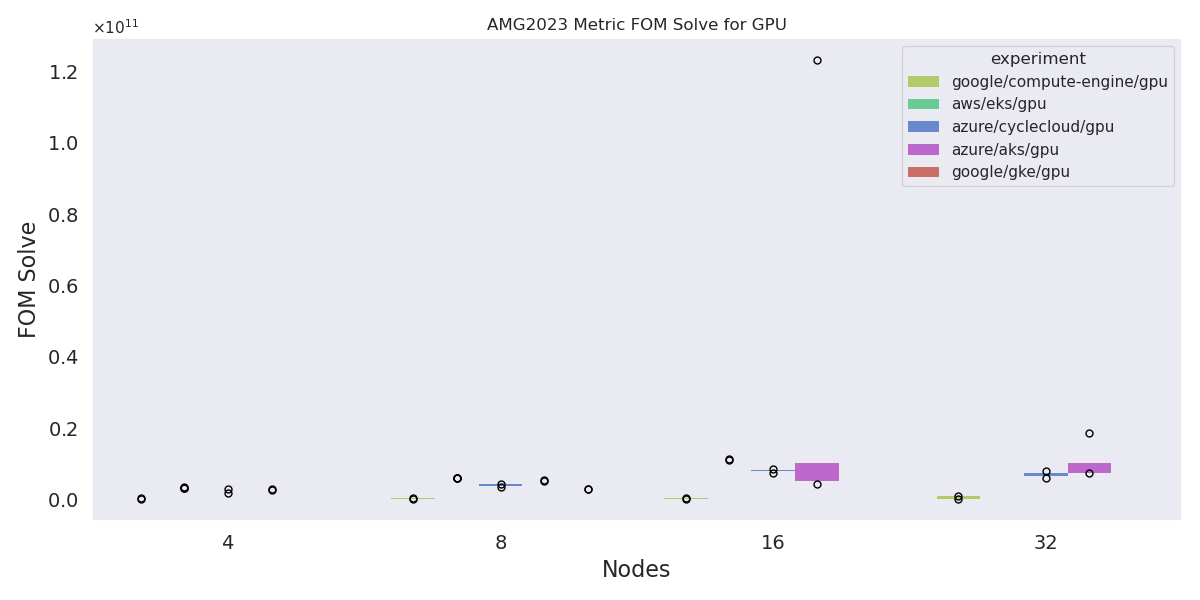 AMG2023 Metric FOM Solve for GPU
×10¹¹
experiment
google/compute-engine/gpu
aws/eks/gpu
azure/cyclecloud/gpu
azure/aks/gpu
google/gke/gpu
FOM Solve
1.2
1.0
0.8
0.6
0.4
0.2
0.0
4 8 16 32
Nodes